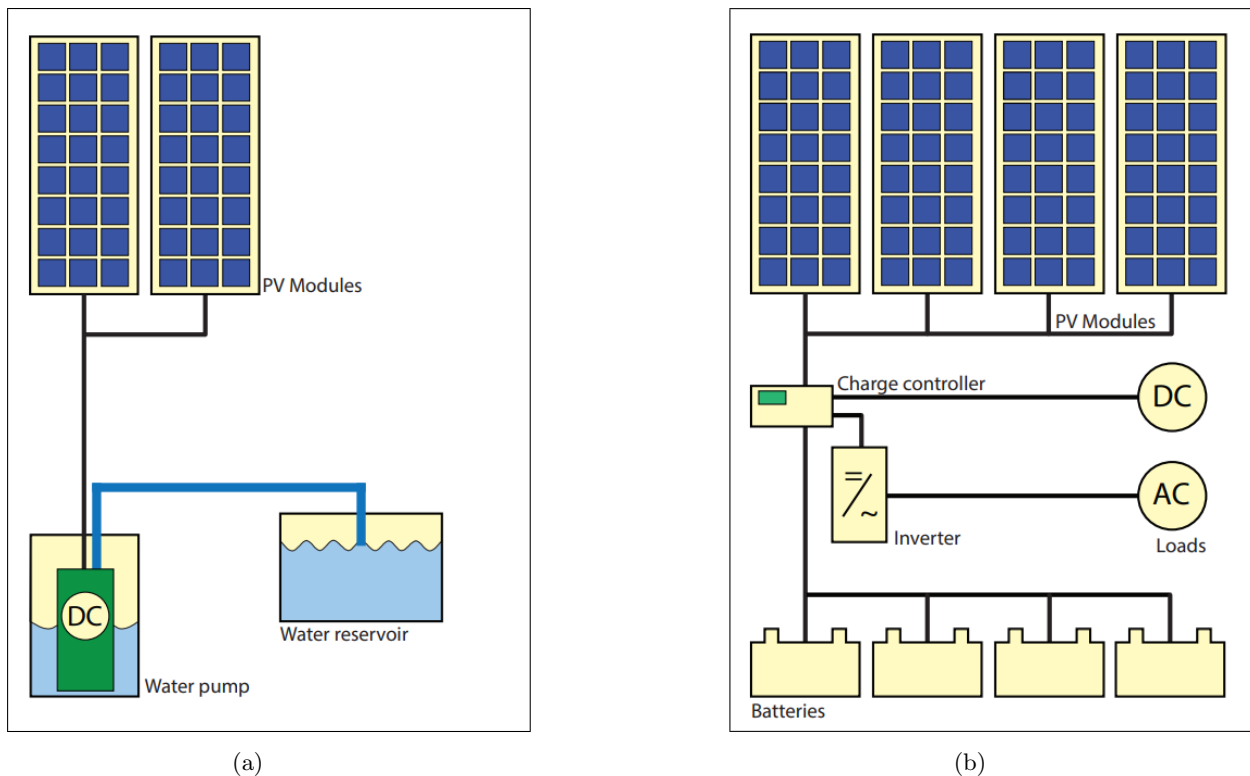 PV Modules
DC
Water reservoir
Water pump
(a)
PV Modules
Charge controller
DC
=
~
AC
Inverter
Loads
Batteries
(b)